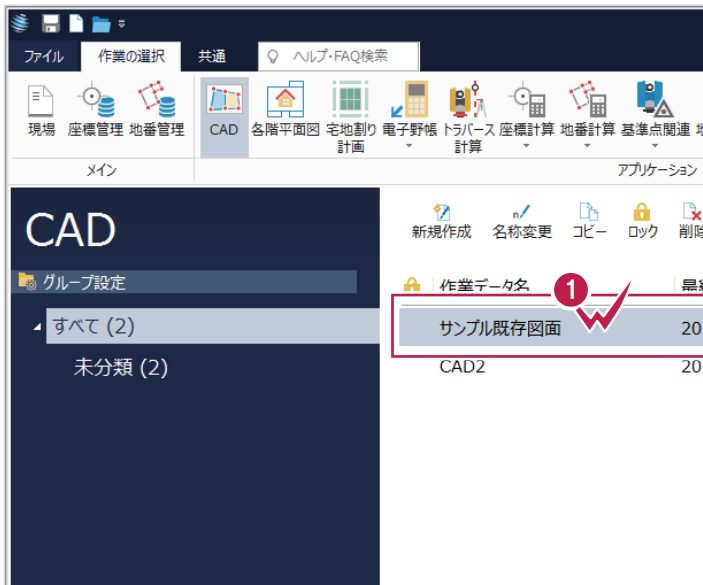 ファイル 作業の選択 共通 ヘルプ・FAQ検索
現場 座標管理 地番管理 CAD 各階平面図 宅地割り計画 電子野帳 トラバース計算 座標計算 地番計算 基準点関連
メイン アプリケーション
CAD
新規作成 名称変更 コピー ロック 削除
グループ設定
作業データ名
1
すべて (2)
サンプル既存図面 20
未分類 (2)
CAD2 20